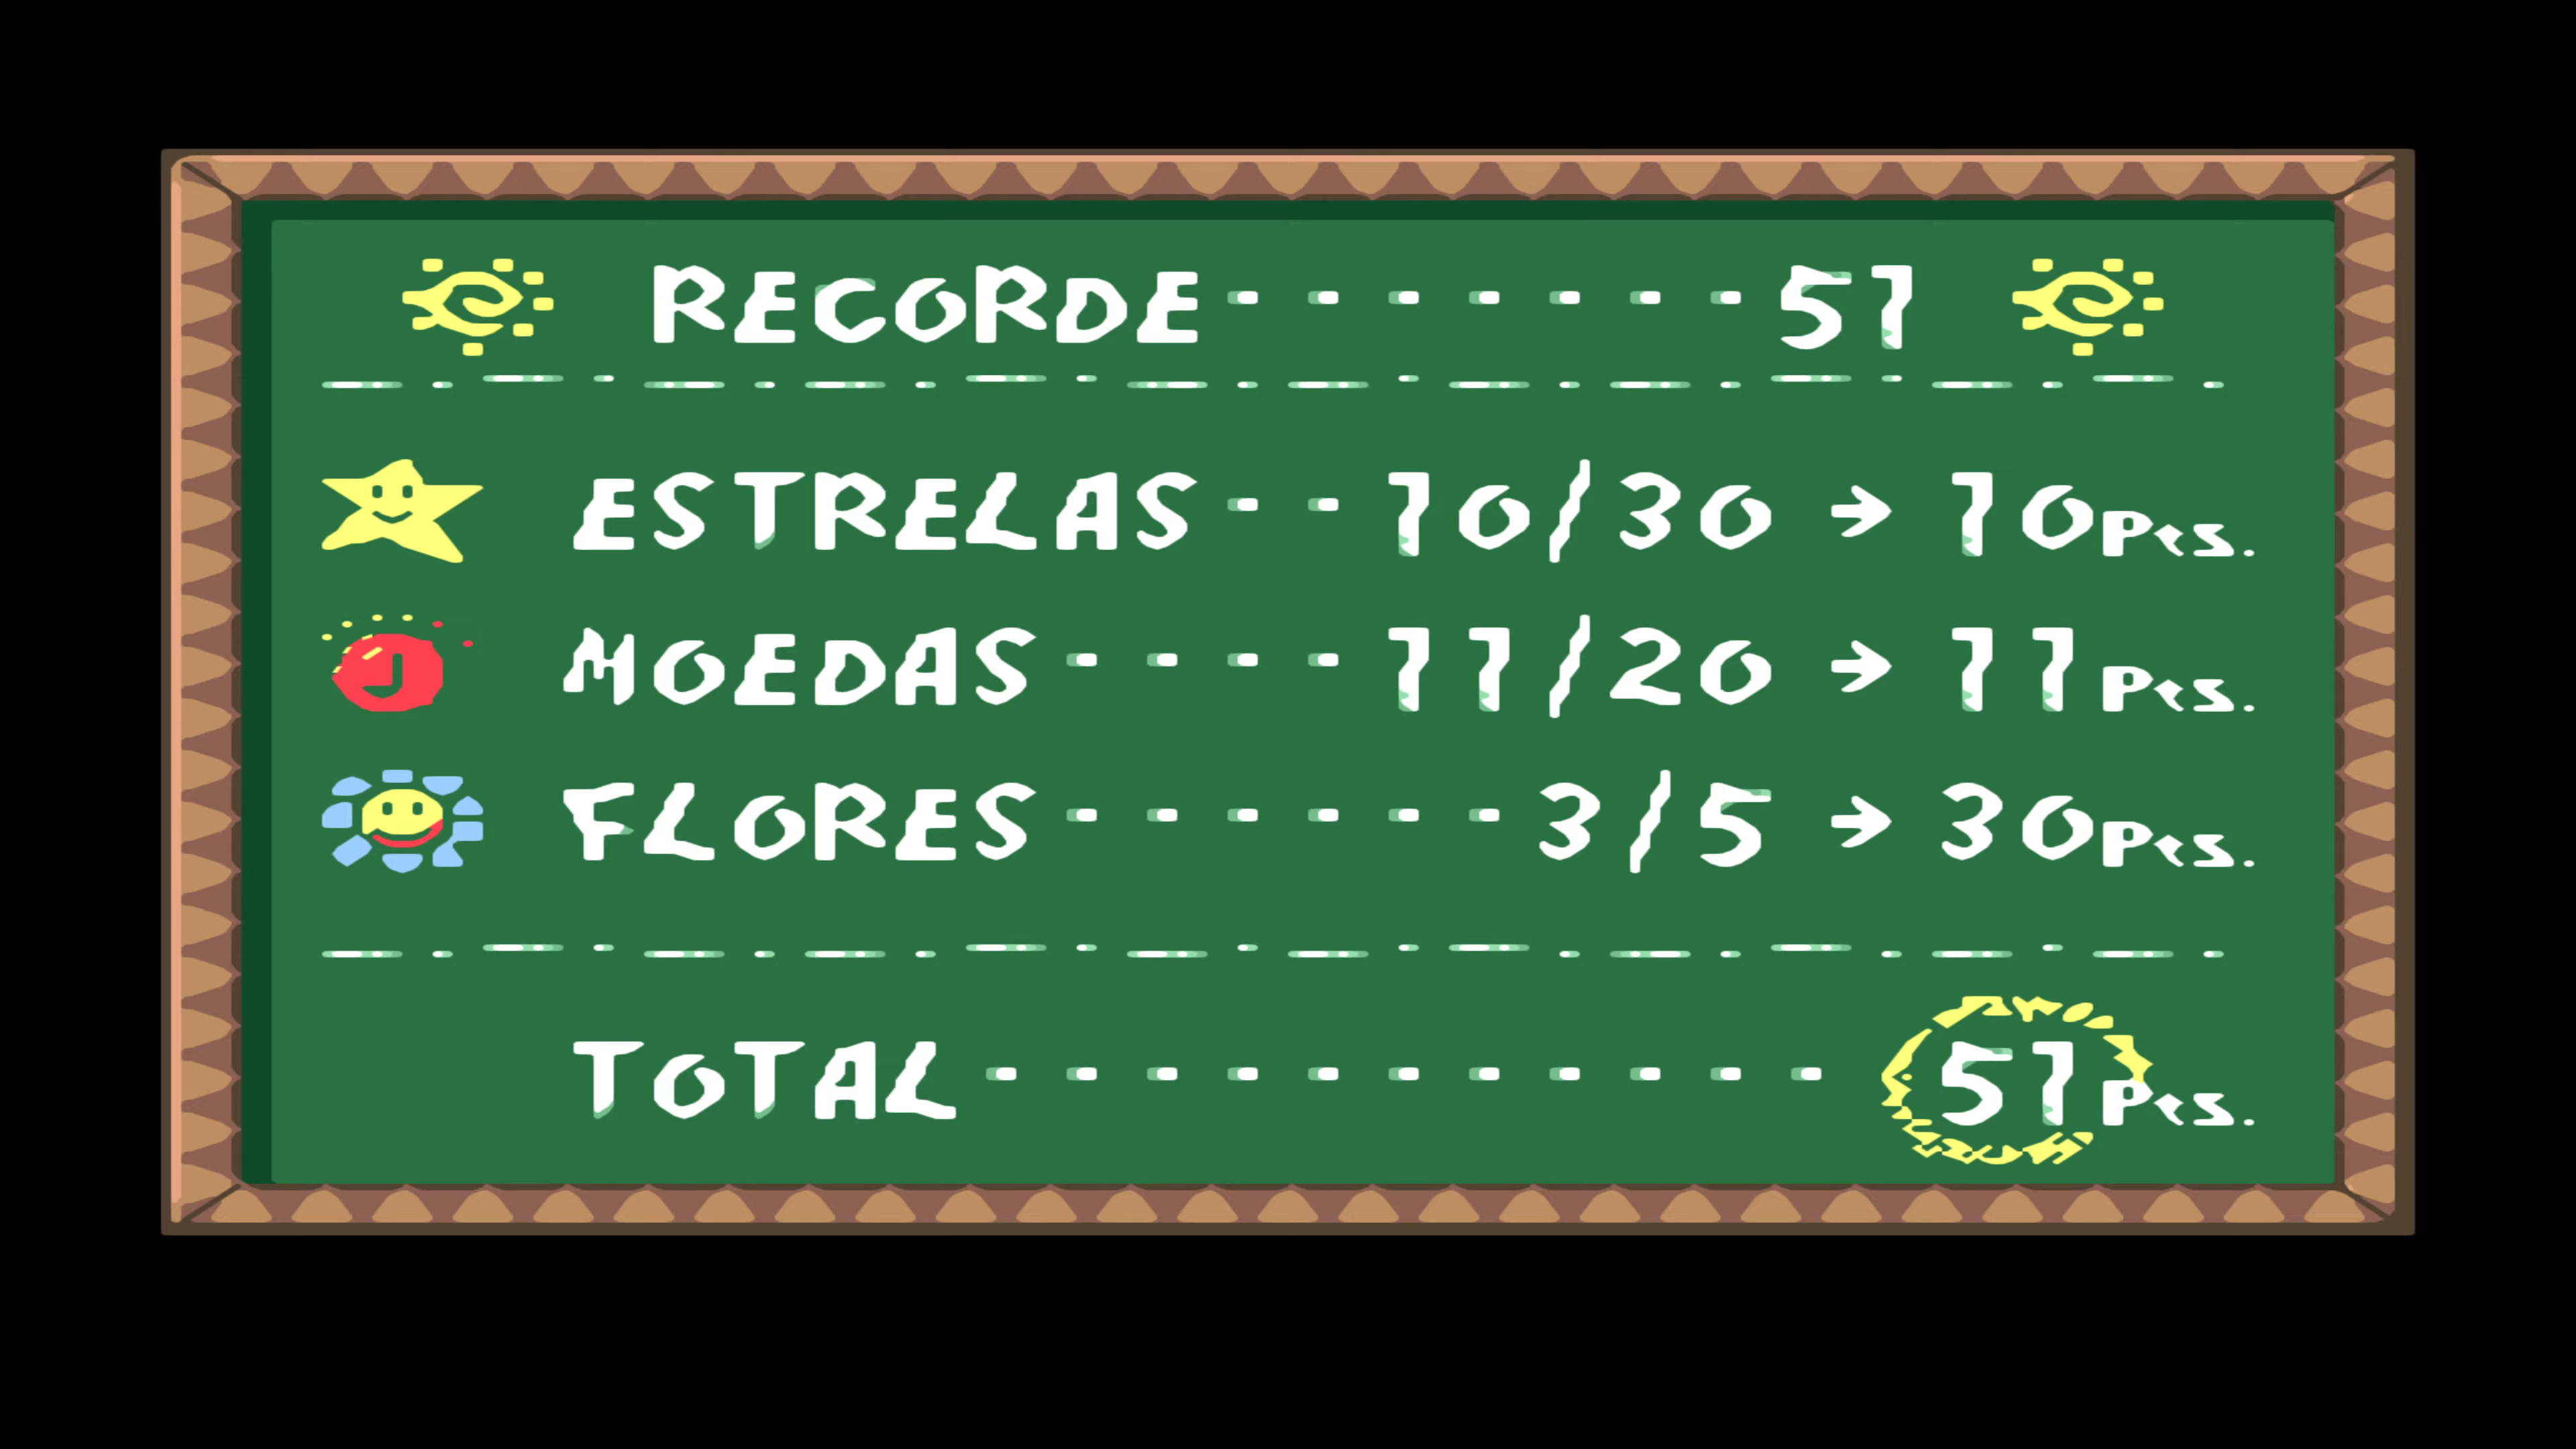 RECORDE - - - - - - - 51
ESTRELAS - - 10/30 → 10Pts.
MOEDAS - - - - 11/20 → 11Pts.
FLORES - - - - - - 3/5 → 30Pts.
TOTAL - - - - - - - - - - - 51Pts.